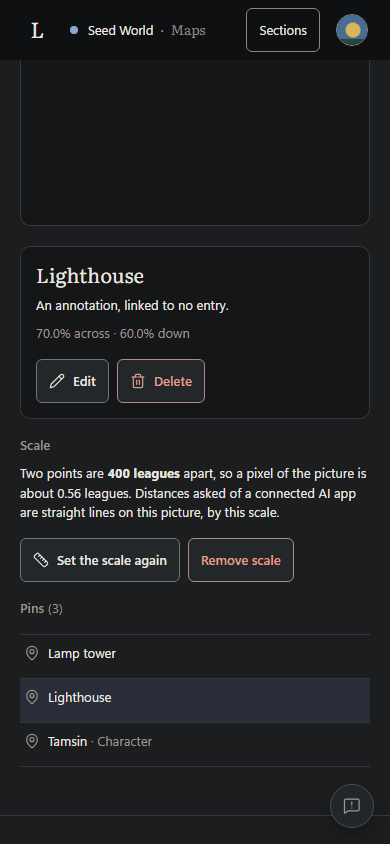 L
Seed World · Maps
Sections
Lighthouse
An annotation, linked to no entry.
70.0% across · 60.0% down
Edit
Delete
Scale
Two points are 400 leagues apart, so a pixel of the picture is
about 0.56 leagues. Distances asked of a connected AI app
are straight lines on this picture, by this scale.
Set the scale again
Remove scale
Pins (3)
Lamp tower
Lighthouse
Tamsin · Character